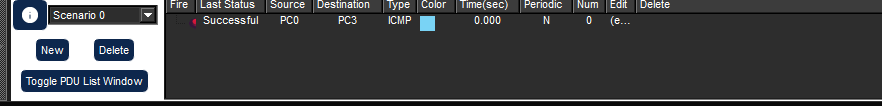 Scenario 0
New Delete
Toggle PDU List Window
Fire Last Status Source Destination Type Color Time(sec) Periodic Num Edit Delete
Successful PC0 PC3 ICMP 0.000 N 0 (e...